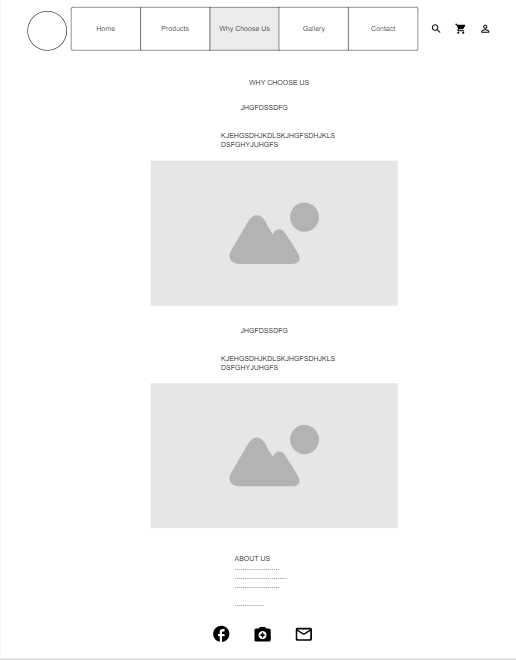 Home
Products
Why Choose Us
Gallery
Contact
WHY CHOOSE US
JHGFDSSDFG
KJEHGSDHJKDLSKJHGFSDHJKLS
DSFGHYJUHGFS
JHGFDSSDFG
KJEHGSDHJKDLSKJHGFSDHJKLS
DSFGHYJUHGFS
ABOUT US